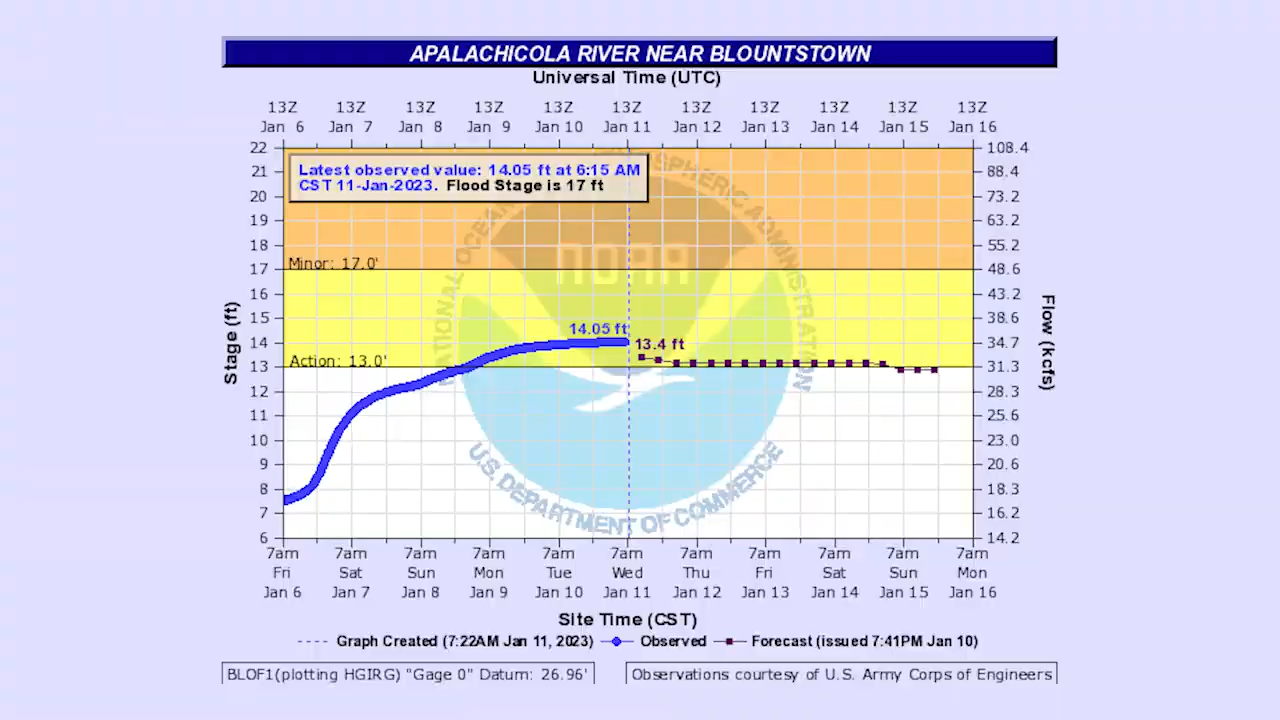 APALACHICOLA RIVER NEAR BLOUNTSTOWN
Universal Time (UTC)
13Z 13Z 13Z 13Z 13Z 13Z 13Z 13Z 13Z 13Z 13Z
Jan 6 Jan 7 Jan 8 Jan 9 Jan 10 Jan 11 Jan 12 Jan 13 Jan 14 Jan 15 Jan 16
22 108.4
21 88.4
20 73.2
19 63.2
18 55.2
17 48.6
16 43.2
15 38.6
14 34.7
13 31.3
12 28.3
11 25.6
10 23.0
9 20.6
8 18.3
7 16.2
6 14.2
Latest observed value: 14.05 ft at 6:15 AM
CST 11-Jan-2023. Flood Stage is 17 ft
Minor: 17.0'
Action: 13.0'
14.05 ft
13.4 ft
NOAA
U.S. DEPARTMENT OF COMMERCE
Stage (ft)
Flow (kcfs)
7am 7am 7am 7am 7am 7am 7am 7am 7am 7am 7am
Fri Sat Sun Mon Tue Wed Thu Fri Sat Sun Mon
Jan 6 Jan 7 Jan 8 Jan 9 Jan 10 Jan 11 Jan 12 Jan 13 Jan 14 Jan 15 Jan 16
Site Time (CST)
Graph Created (7:22AM Jan 11, 2023) Observed Forecast (issued 7:41PM Jan 10)
BLOF1(plotting HGIRG) "Gage 0" Datum: 26.96'
Observations courtesy of U.S. Army Corps of Engineers